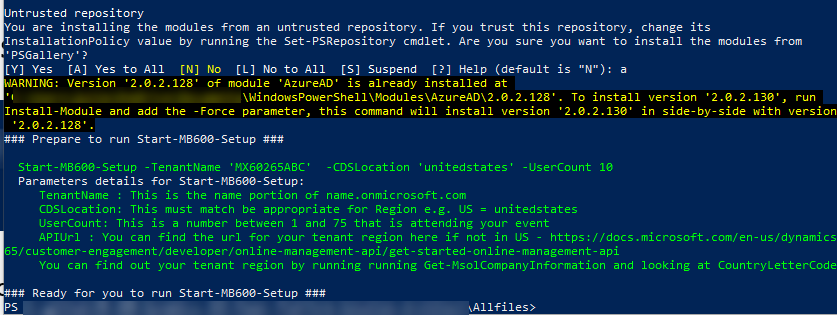 Untrusted repository
You are installing the modules from an untrusted repository. If you trust this repository, change its
InstallationPolicy value by running the Set-PSRepository cmdlet. Are you sure you want to install the modules from
'PSGallery'?
[Y] Yes  [A] Yes to All  [N] No  [L] No to All  [S] Suspend  [?] Help (default is "N"): a
WARNING: Version '2.0.2.128' of module 'AzureAD' is already installed at
'\WindowsPowerShell\Modules\AzureAD\2.0.2.128'. To install version '2.0.2.130', run
Install-Module and add the -Force parameter, this command will install version '2.0.2.130' in side-by-side with version
'2.0.2.128'.
### Prepare to run Start-MB600-Setup ###
Start-MB600-Setup -TenantName 'MX60265ABC'  -CDSLocation 'unitedstates' -UserCount 10
Parameters details for Start-MB600-Setup:
TenantName : This is the name portion of name.onmicrosoft.com
CDSLocation: This must match be appropriate for Region e.g. US = unitedstates
UserCount: This is a number between 1 and 75 that is attending your event
APIUrl : You can find the url for your tenant region here if not in US - https://docs.microsoft.com/en-us/dynamics
65/customer-engagement/developer/online-management-api/get-started-online-management-api
You can find out your tenant region by running running Get-MsolCompanyInformation and looking at CountryLetterCode
### Ready for you to run Start-MB600-Setup ###
PS \Allfiles>